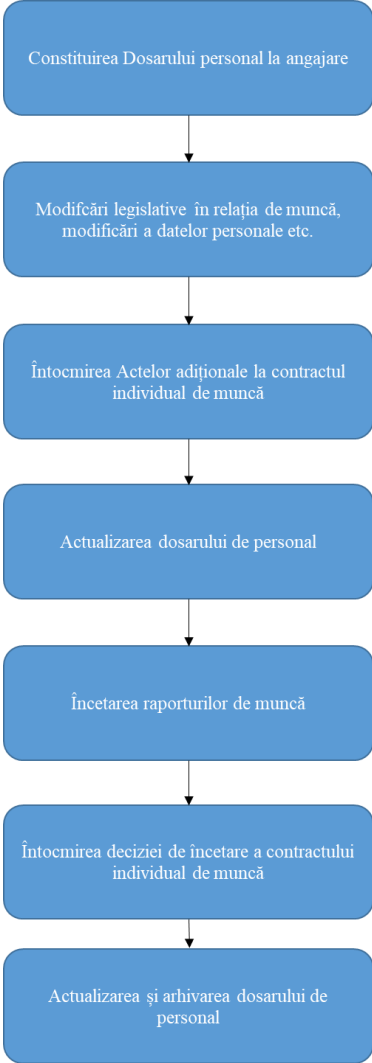 Constituirea Dosarului personal la angajare
Modifcări legislative în relația de muncă,
modificări a datelor personale etc.
Întocmirea Actelor adiționale la contractul
individual de muncă
Actualizarea dosarului de personal
Încetarea raporturilor de muncă
Întocmirea deciziei de încetare a contractului
individual de muncă
Actualizarea și arhivarea dosarului de
personal